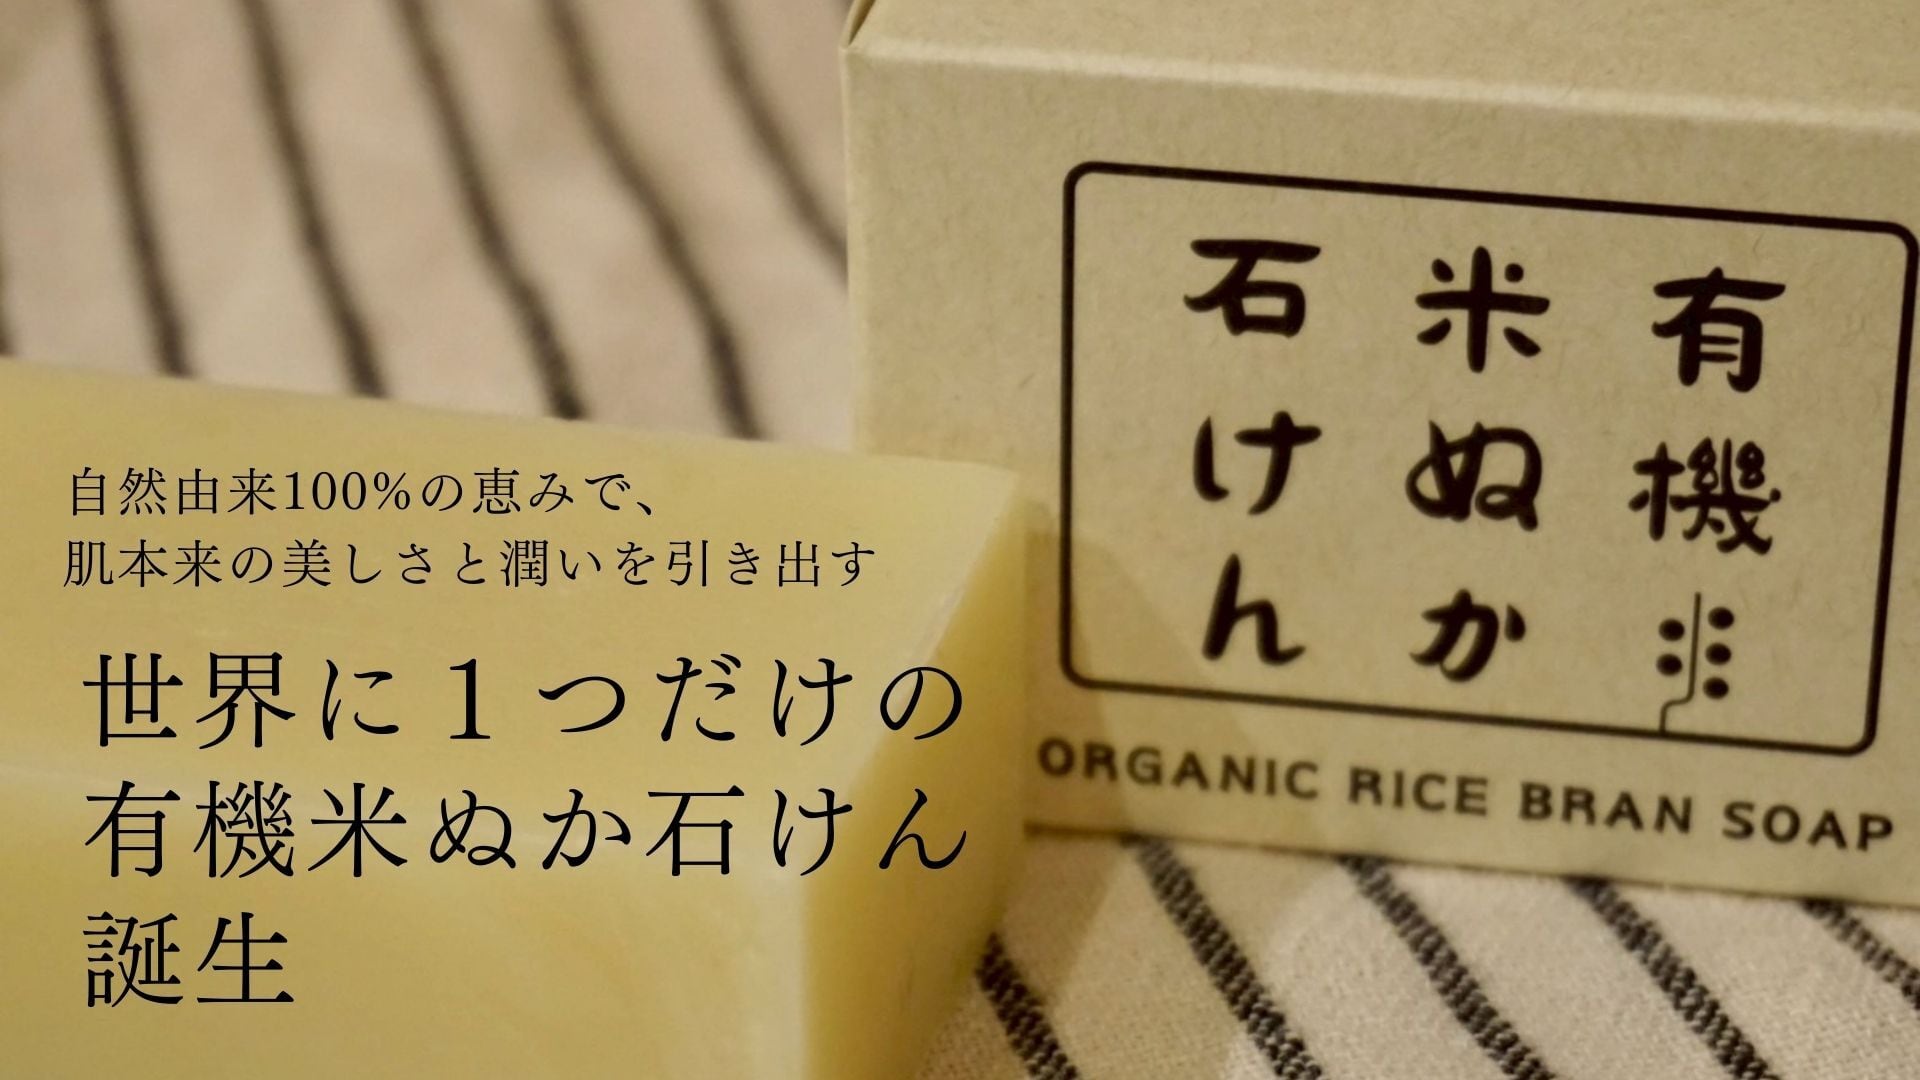 自然由来100%の恵みで、
肌本来の美しさと潤いを引き出す
世界に１つだけの
有機米ぬか石けん
誕生
有機
米ぬか
石けん
ORGANIC RICE BRAN SOAP